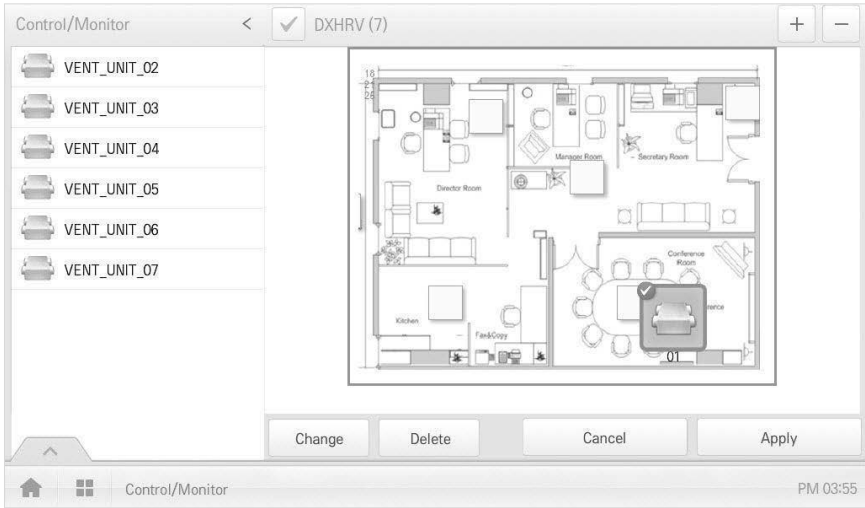 Control/Monitor
<
DXHRV (7)
+
−
VENT_UNIT_02
VENT_UNIT_03
VENT_UNIT_04
VENT_UNIT_05
VENT_UNIT_06
VENT_UNIT_07
Manager Room
Secretary Room
Director Room
Conference
Room
Kitchen
Fax&Copy
01
Change
Delete
Cancel
Apply
Control/Monitor
PM 03:55